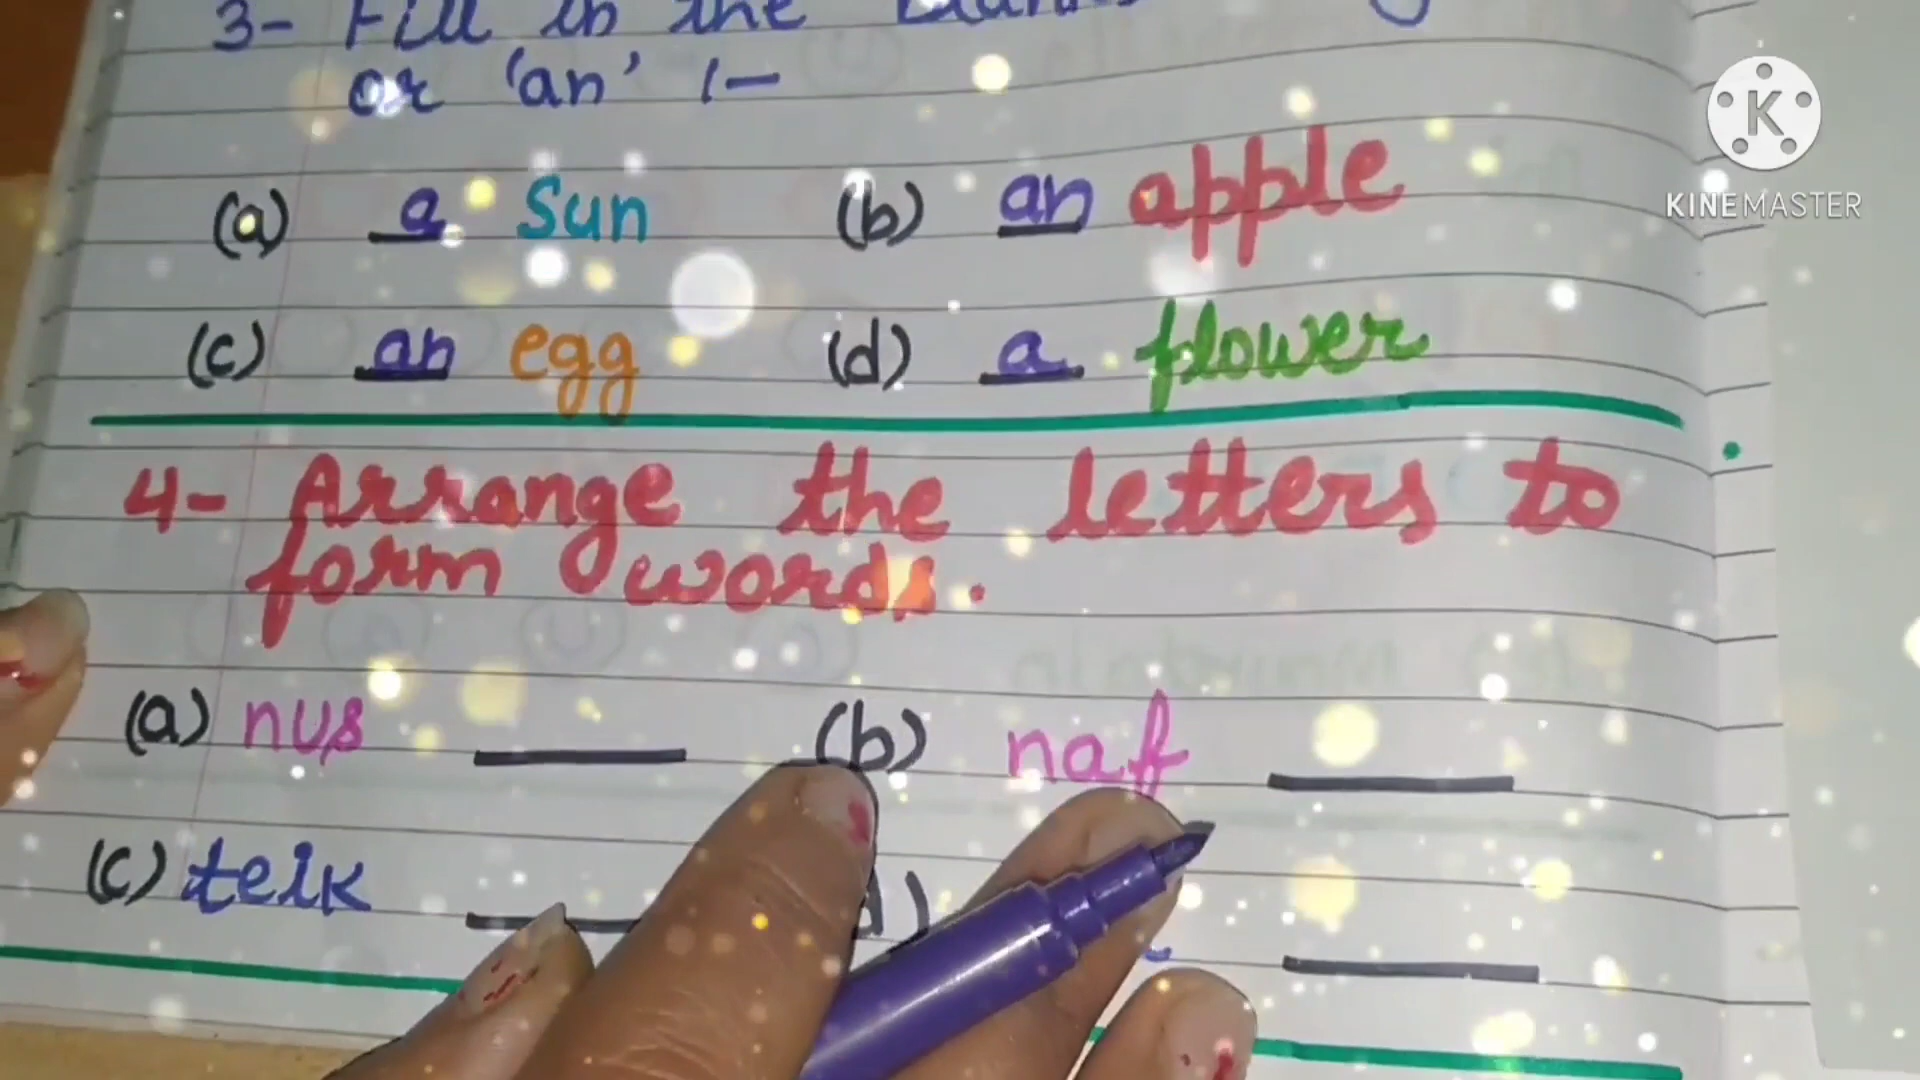 3- Fill in the
or 'an' :-
(a) a Sun (b) an apple
(c) an egg (d) a flower
4- Arrange the letters to
form words.
(a) nus (b) naf
(c) teik
K
KINEMASTER